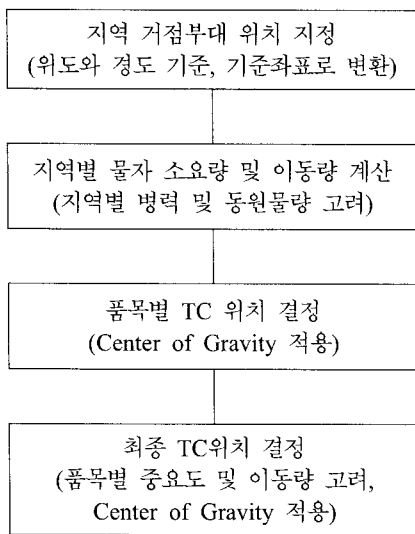 지역 거점부대 위치 지정
(위도와 경도 기준, 기준좌표로 변환)
지역별 물자 소요량 및 이동량 계산
(지역별 병력 및 동원물량 고려)
품목별 TC 위치 결정
(Center of Gravity 적용)
최종 TC위치 결정
(품목별 중요도 및 이동량 고려,
Center of Gravity 적용)